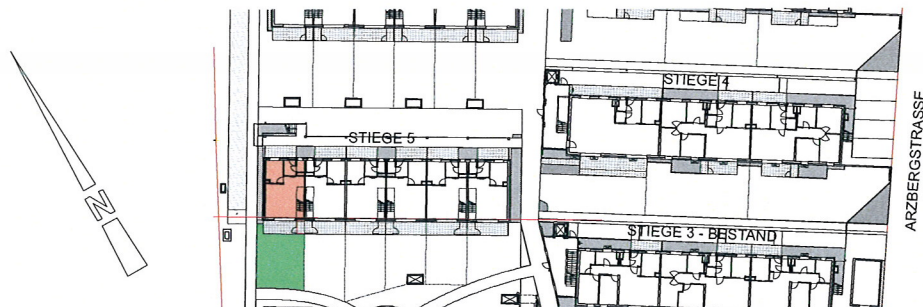 STIEGE 4
STIEGE 5
N
STIEGE 3 - BESTAND
ARZBERGSTRASSE